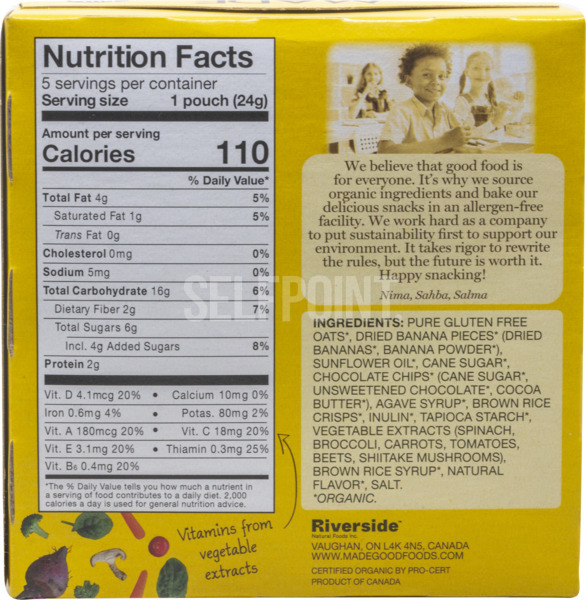 Nutrition Facts
5 servings per container
Serving size 1 pouch (24g)
Amount per serving
Calories 110
% Daily Value*
Total Fat 4g 5%
Saturated Fat 1g 5%
Trans Fat 0g
Cholesterol 0mg 0%
Sodium 5mg 0%
Total Carbohydrate 16g 6%
Dietary Fiber 2g 7%
Total Sugars 6g
Incl. 4g Added Sugars 8%
Protein 2g
Vit. D 4.1mcg 20% • Calcium 10mg 0%
Iron 0.6mg 4% • Potas. 80mg 2%
Vit. A 180mcg 20% • Vit. C 18mg 20%
Vit. E 3.1mg 20% • Thiamin 0.3mg 25%
Vit. B6 0.4mg 20%
*The % Daily Value tells you how much a nutrient in
a serving of food contributes to a daily diet. 2,000
calories a day is used for general nutrition advice.
Vitamins from
vegetable
extracts
We believe that good food is
for everyone. It's why we source
organic ingredients and bake our
delicious snacks in an allergen-free
facility. We work hard as a company
to put sustainability first to support our
environment. It takes rigor to rewrite
the rules, but the future is worth it.
Happy snacking!
Nima, Sahba, Salma
SELFPOINT.
INGREDIENTS: PURE GLUTEN FREE
OATS*, DRIED BANANA PIECES* (DRIED
BANANAS*, BANANA POWDER*),
SUNFLOWER OIL*, CANE SUGAR*,
CHOCOLATE CHIPS* (CANE SUGAR*,
UNSWEETENED CHOCOLATE*, COCOA
BUTTER*), AGAVE SYRUP*, BROWN RICE
CRISPS*, INULIN*, TAPIOCA STARCH*,
VEGETABLE EXTRACTS (SPINACH,
BROCCOLI, CARROTS, TOMATOES,
BEETS, SHIITAKE MUSHROOMS),
BROWN RICE SYRUP*, NATURAL
FLAVOR*, SALT.
*ORGANIC.
Riverside™
Natural Foods Inc.
VAUGHAN, ON L4K 4N5, CANADA
WWW.MADEGOODFOODS.COM
CERTIFIED ORGANIC BY PRO-CERT
PRODUCT OF CANADA